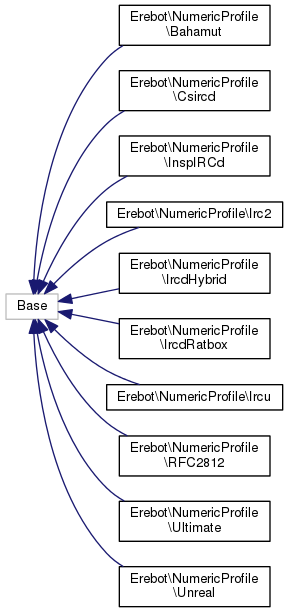 Erebot\NumericProfile
\Bahamut
Erebot\NumericProfile
\Csircd
Erebot\NumericProfile
\InspIRCd
Erebot\NumericProfile\Irc2
Erebot\NumericProfile
\IrcdHybrid
Base
Erebot\NumericProfile
\IrcdRatbox
Erebot\NumericProfile\Ircu
Erebot\NumericProfile
\RFC2812
Erebot\NumericProfile
\Ultimate
Erebot\NumericProfile
\Unreal